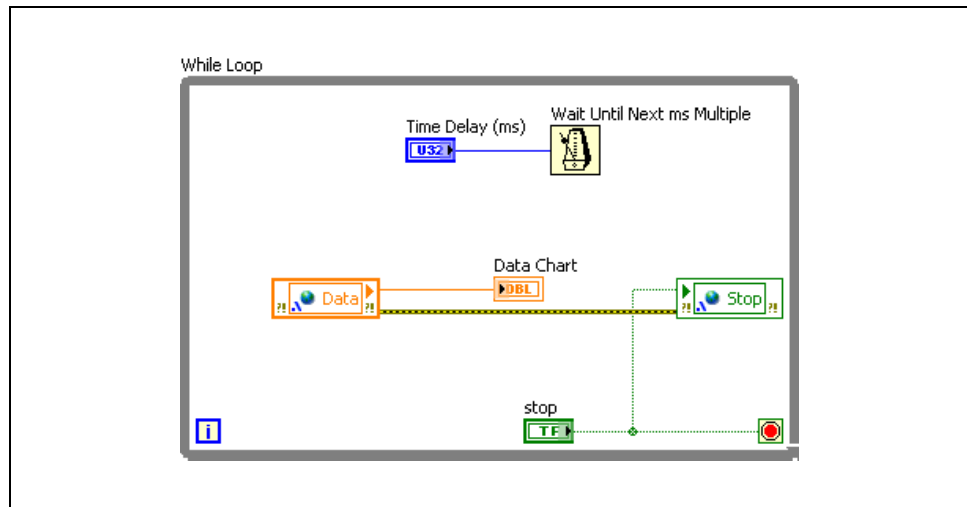 While Loop
Wait Until Next ms Multiple
Time Delay (ms)
U32
Data Chart
?! Data ?!
DBL
?! Stop ?!
stop
i
TF